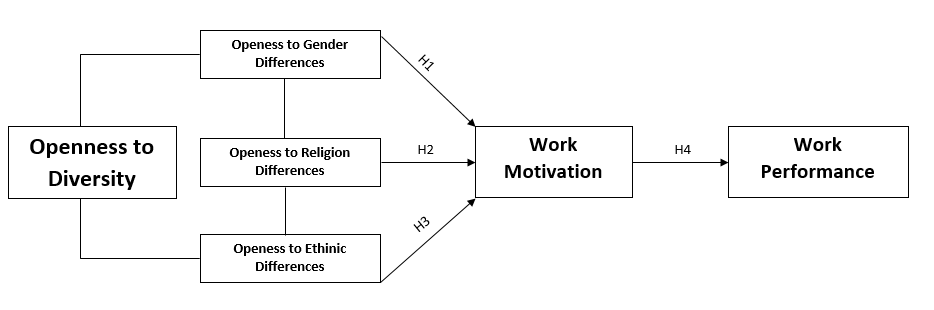 Openess to Gender
Differences
H1
Openness to
Diversity
Openess to Religion
Differences
H2
Work
Motivation
H4
Work
Performance
H3
Openess to Ethinic
Differences